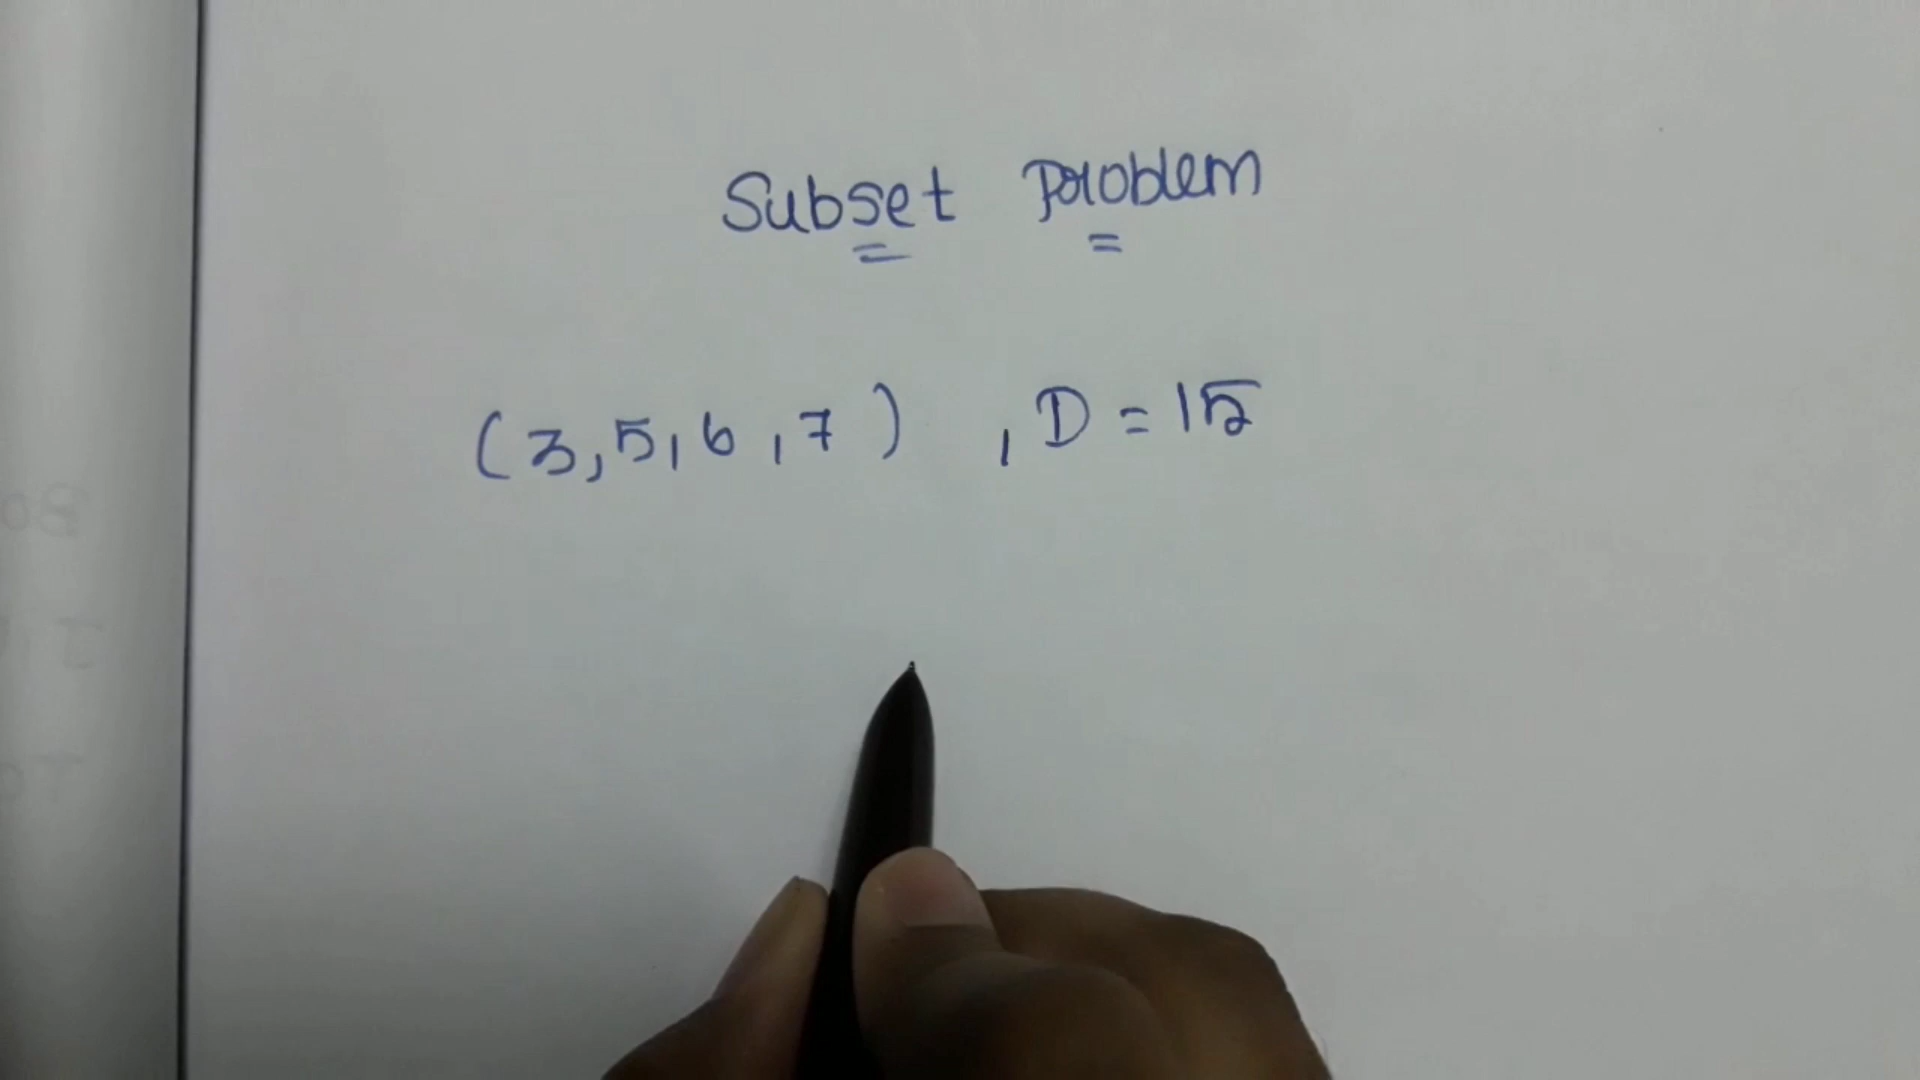 Subset Problem
(3,5,6,7) , D=15